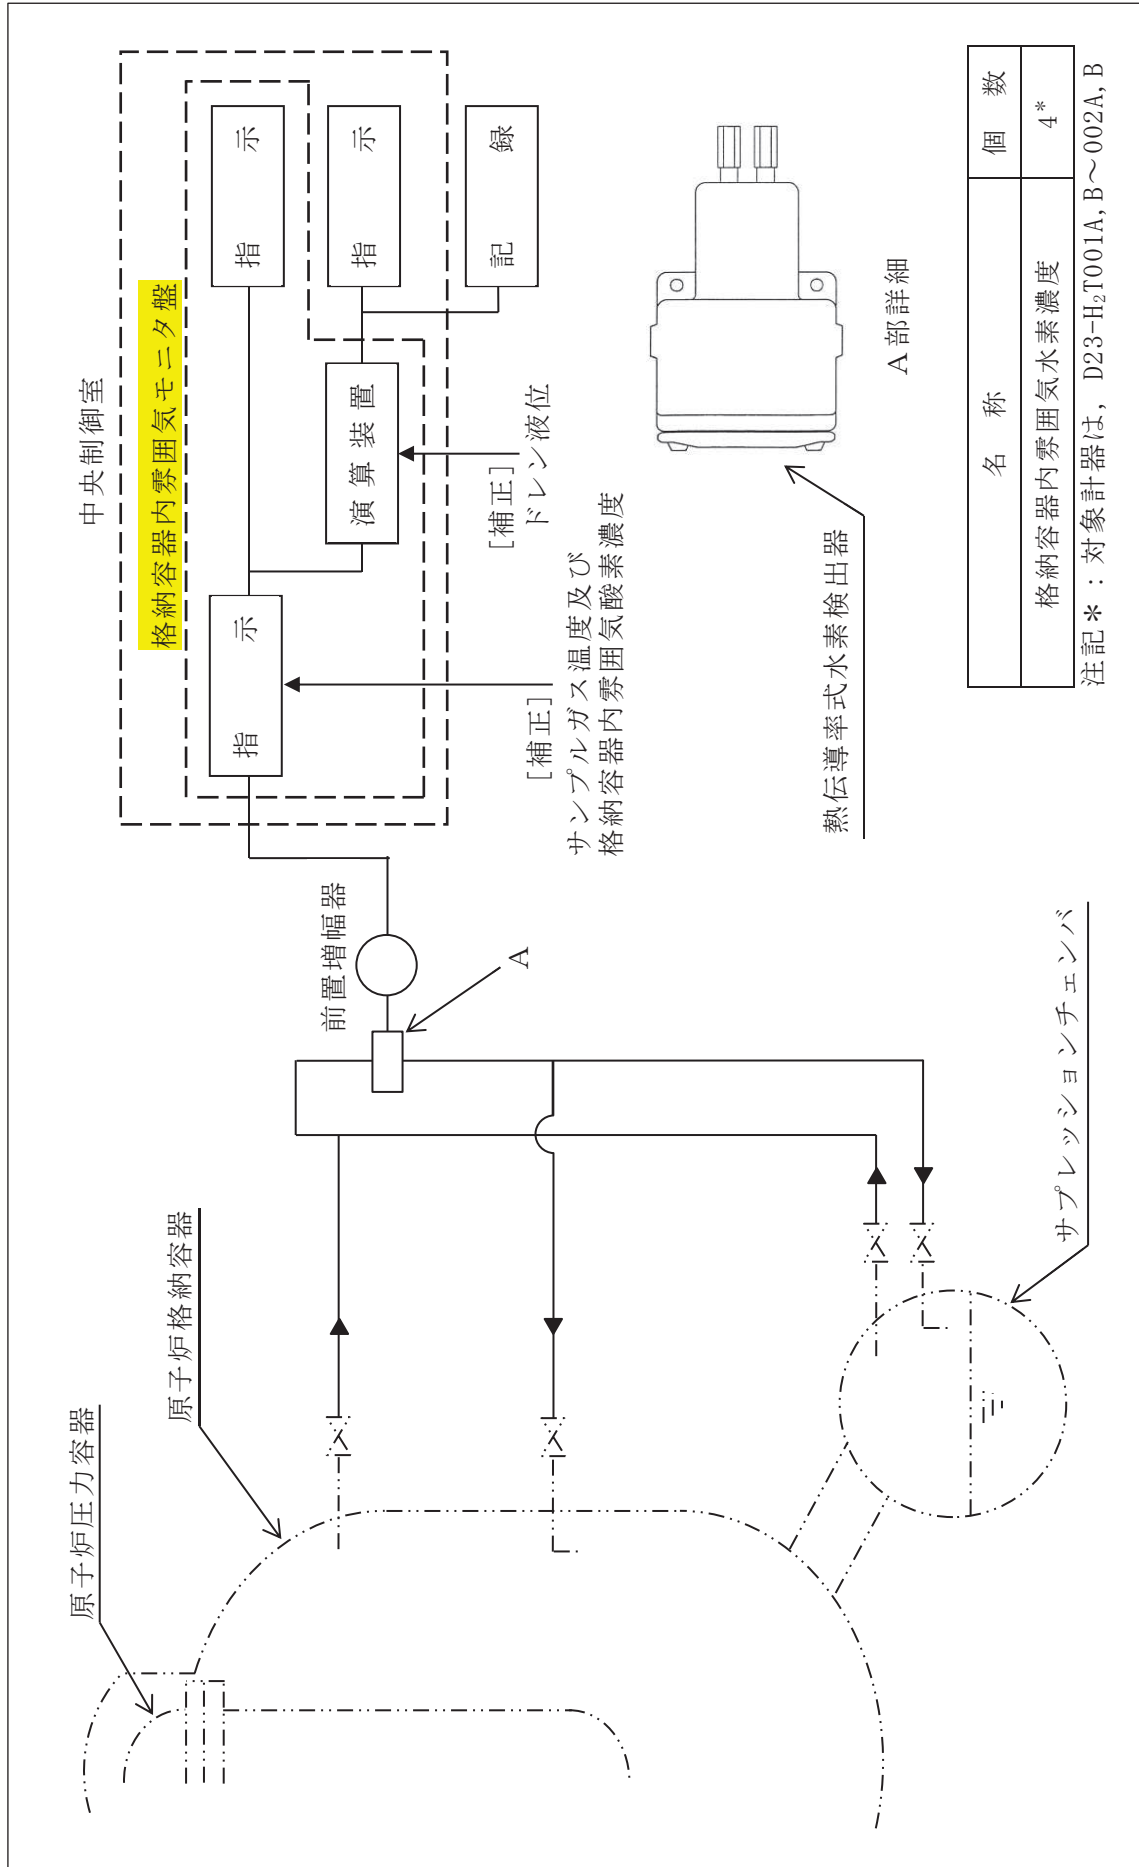 中央制御室
格納容器内雰囲気モニタ盤
指示
指示
指示
記録
演算装置
[補正]
ドレン液位
[補正]
サンプルガス温度及び
格納容器内雰囲気酸素濃度
前置増幅器
A
原子炉圧力容器
原子炉格納容器
サプレッションチェンバ
熱伝導率式水素検出器
A部詳細
名称 個数
格納容器内雰囲気水素濃度 4*
注記*:対象計器は,D23-H₂T001A,B~002A,B